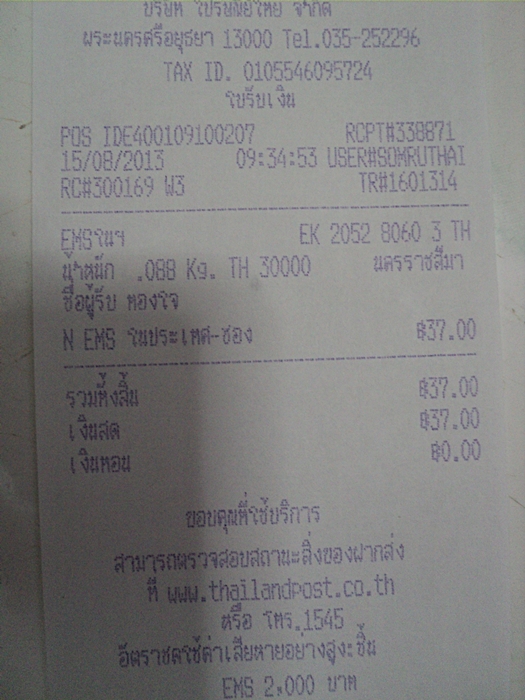 บริษัท ไปรษณีย์ไทย จำกัด
พระนครศรีอยุธยา 13000 Tel.035-252296
TAX ID. 0105546095724
ใบรับเงิน
POS IDE400109100207 RCPT#338871
15/08/2013 09:34:53 USER#SOMRUTHAI
RC#300169 W3 TR#1601314
EMSในฯ EK 2052 8060 3 TH
น้ำหนัก .088 Kg. TH 30000 นครราชสีมา
ชื่อผู้รับ ทองใจ
N EMS ในประเทศ-ซอง ฿37.00
รวมทั้งสิ้น ฿37.00
เงินสด ฿37.00
เงินทอน ฿0.00
ขอบคุณที่ใช้บริการ
สามารถตรวจสอบสถานะสิ่งของฝากส่ง
ที่ www.thailandpost.co.th
หรือ โทร.1545
อัตราชดใช้ค่าเสียหายอย่างสูงะชิ้น
EMS 2,000 บาท